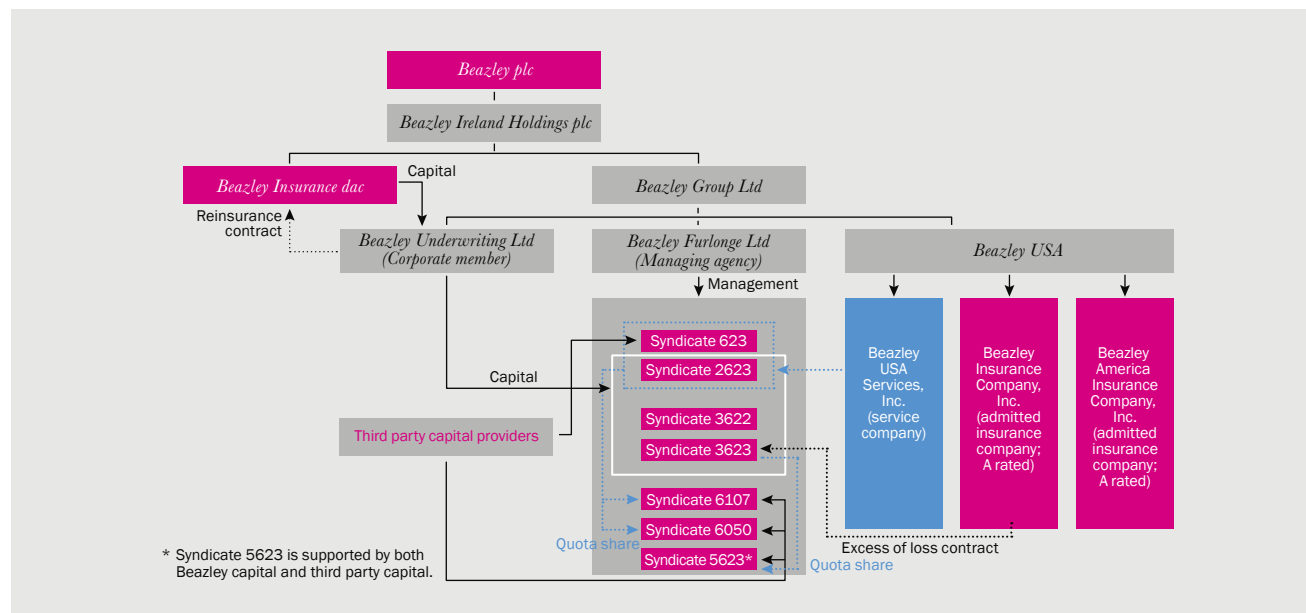 Beazley plc
Beazley Ireland Holdings plc
Beazley Insurance dac
Capital
Beazley Group Ltd
Reinsurance
contract
Beazley Underwriting Ltd
(Corporate member)
Beazley Furlonge Ltd
(Managing agency)
Beazley USA
Management
Syndicate 623
Syndicate 2623
Capital
Syndicate 3622
Third party capital providers
Syndicate 3623
Beazley
USA
Services,
Inc.
(service
company)
Beazley
Insurance
Company,
Inc.
(admitted
insurance
company;
A rated)
Beazley
America
Insurance
Company,
Inc.
(admitted
insurance
company;
A rated)
Syndicate 6107
Syndicate 6050
Quota share
Excess of loss contract
Syndicate 5623*
Quota share
* Syndicate 5623 is supported by both
Beazley capital and third party capital.